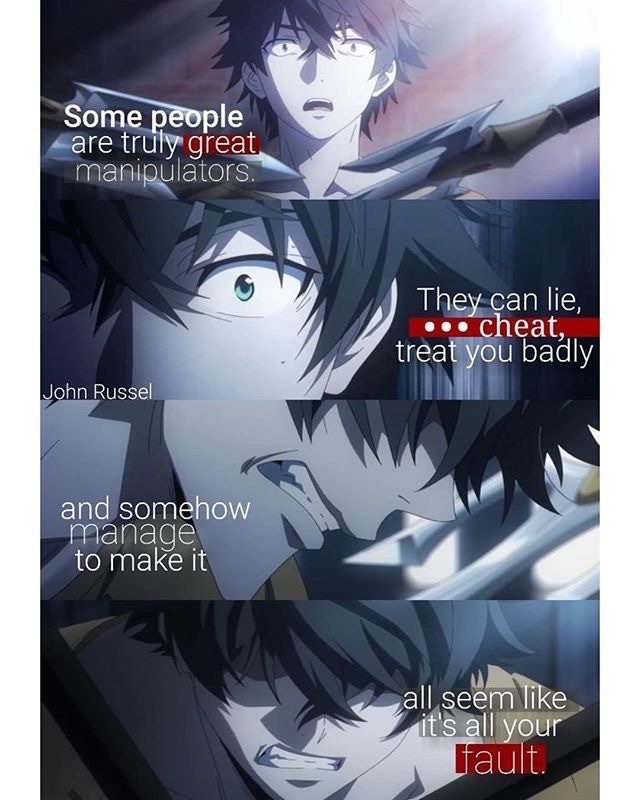 Some people
are truly great
manipulators.
They can lie,
••• cheat,
treat you badly
John Russel
and somehow
manage
to make it
all seem like
it's all your
fault.